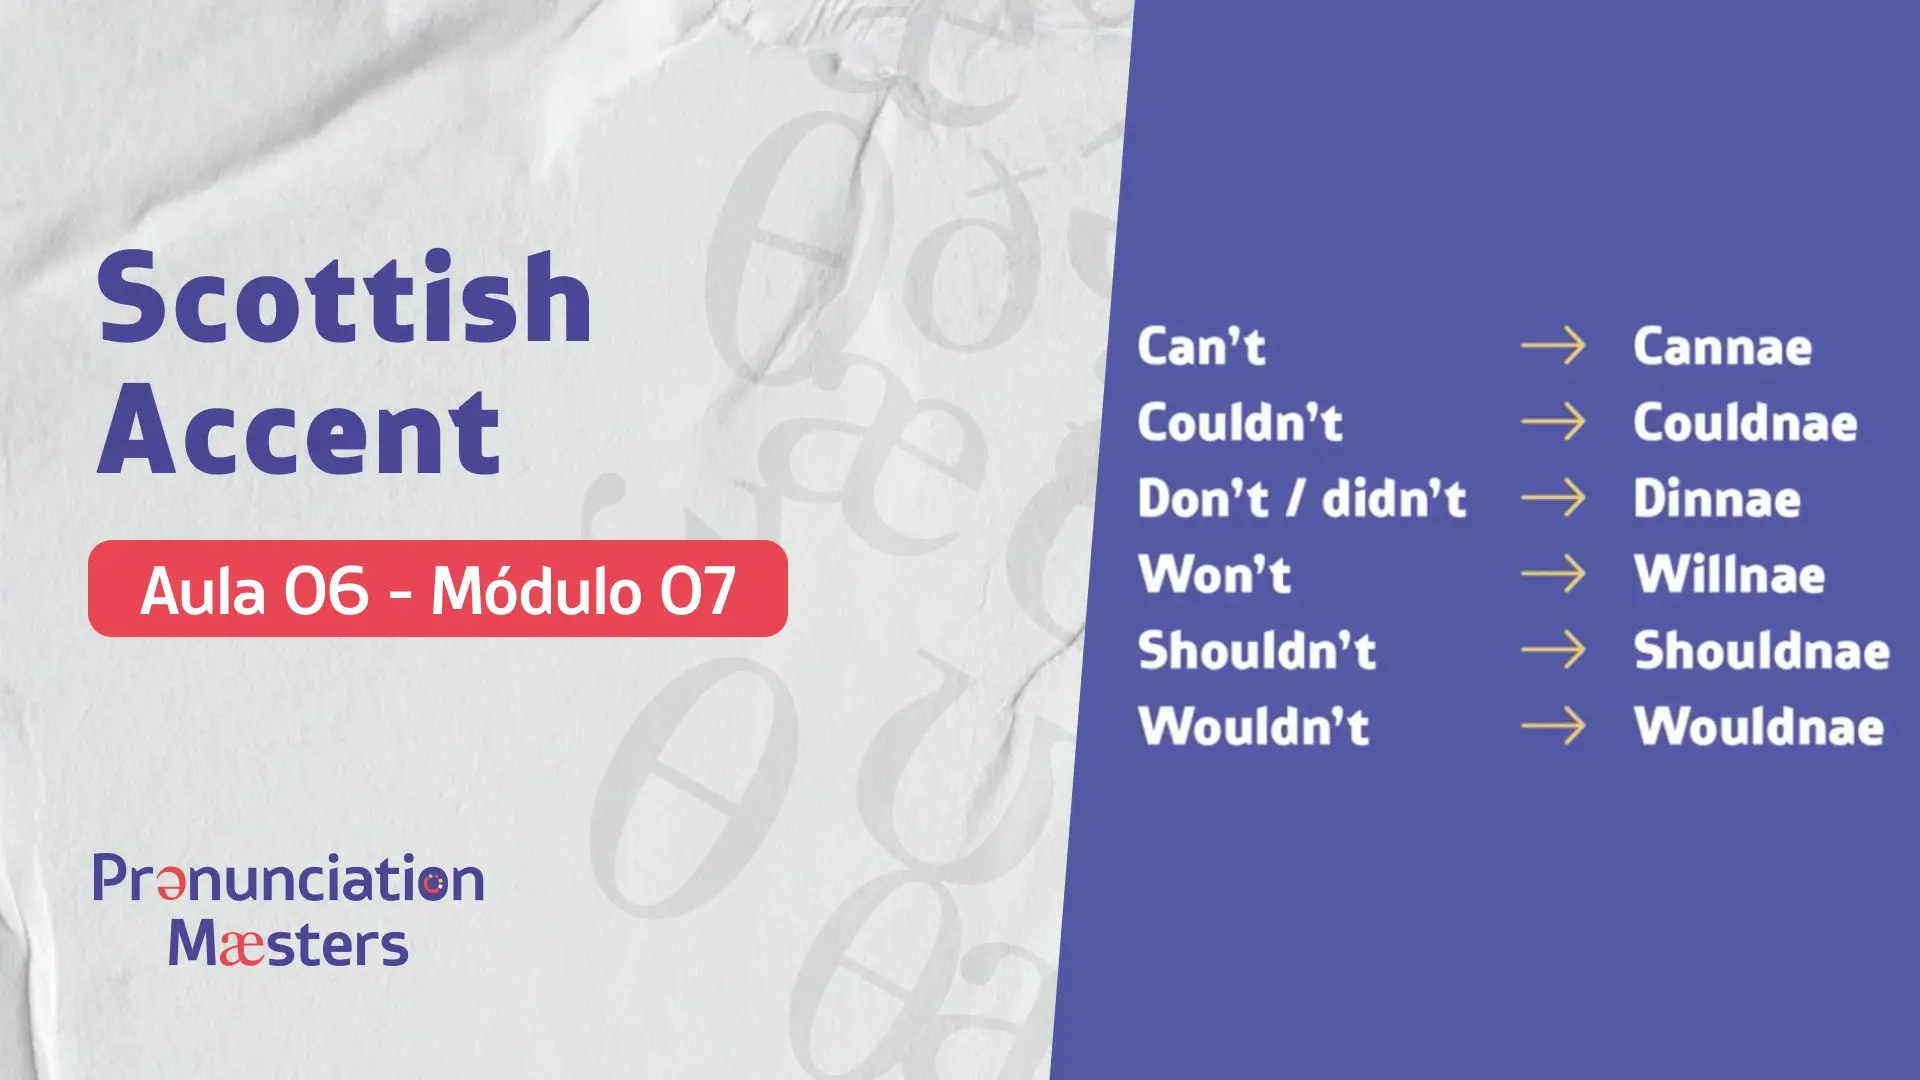 Scottish
Accent
Aula 06 - Módulo 07
Prənunciation
Mæsters
Can't → Cannae
Couldn't → Couldnae
Don't / didn't → Dinnae
Won't → Willnae
Shouldn't → Shouldnae
Wouldn't → Wouldnae